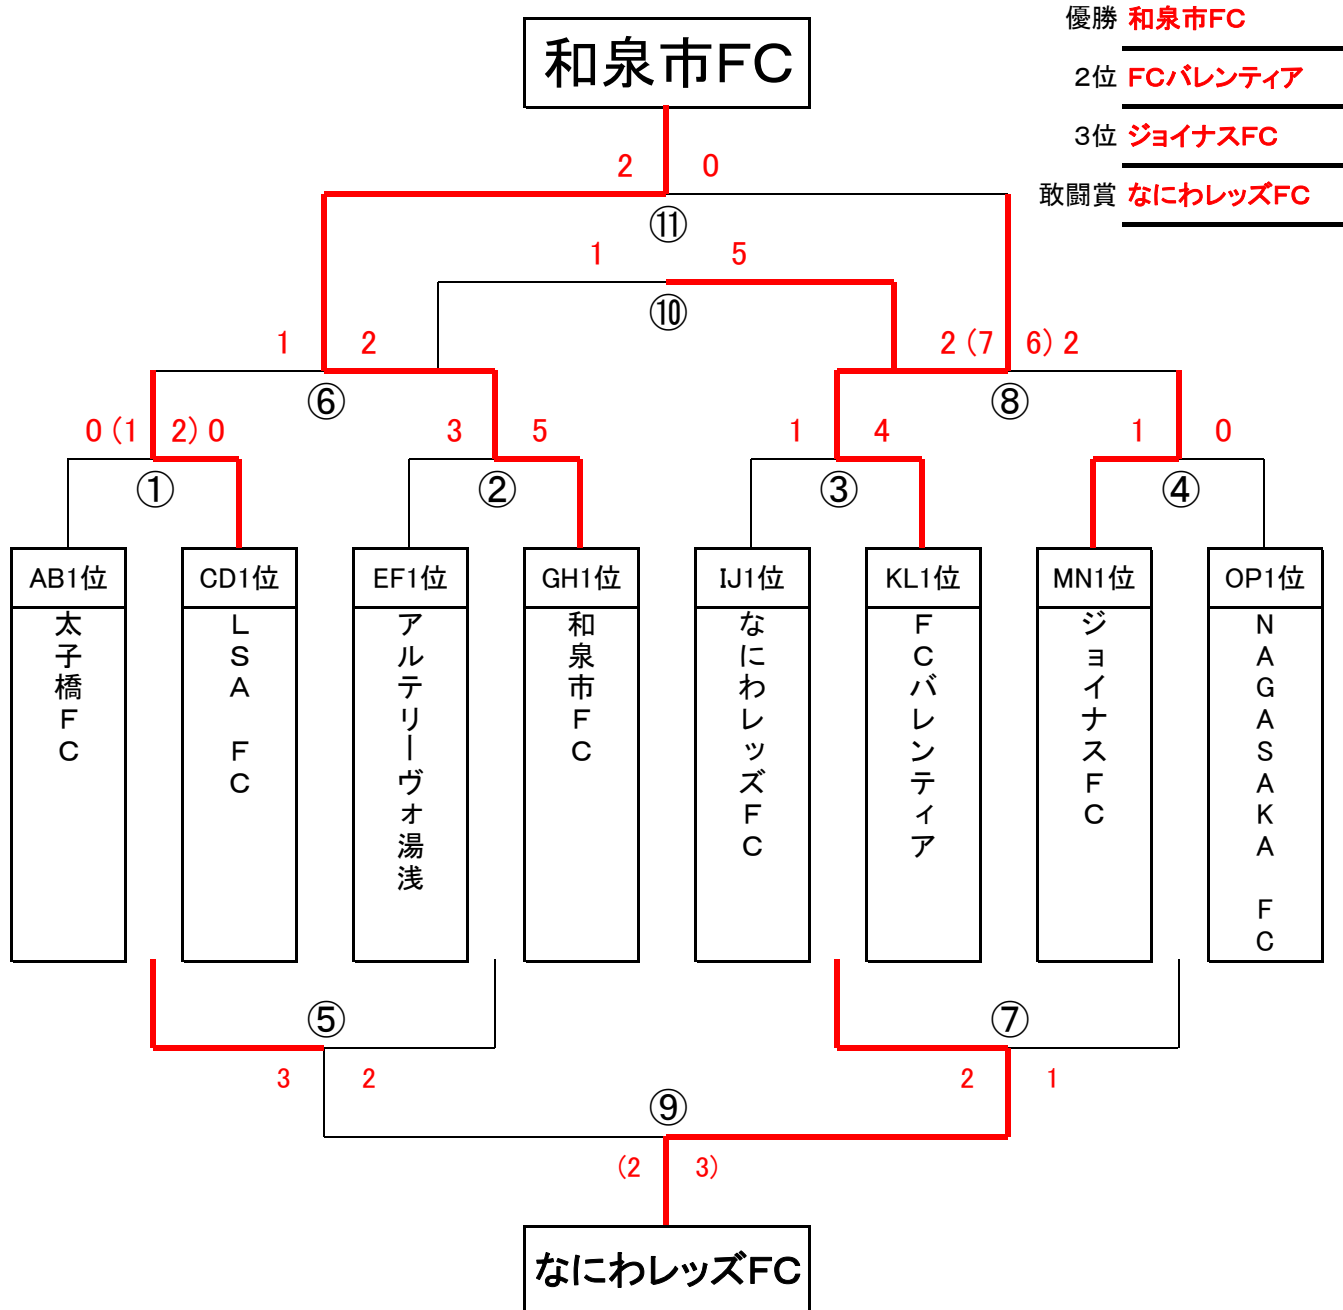 和泉市FC
優勝 和泉市FC
2位 FCバレンティア
3位 ジョイナスFC
敢闘賞 なにわレッズFC
2 0
⑪
1 5
⑩
1 2
2(7 6)2
⑥ ⑧
0(1 2)0 3 5 1 4 1 0
① ② ③ ④
AB1位 CD1位 EF1位 GH1位 IJ1位 KL1位 MN1位 OP1位
太子橋FC
LSA FC
アルテリーヴォ湯浅
和泉市FC
なにわレッズFC
FCバレンティア
ジョイナスFC
NAGASAKA FC
⑤ ⑦
3 2 2 1
⑨
(2 3)
なにわレッズFC